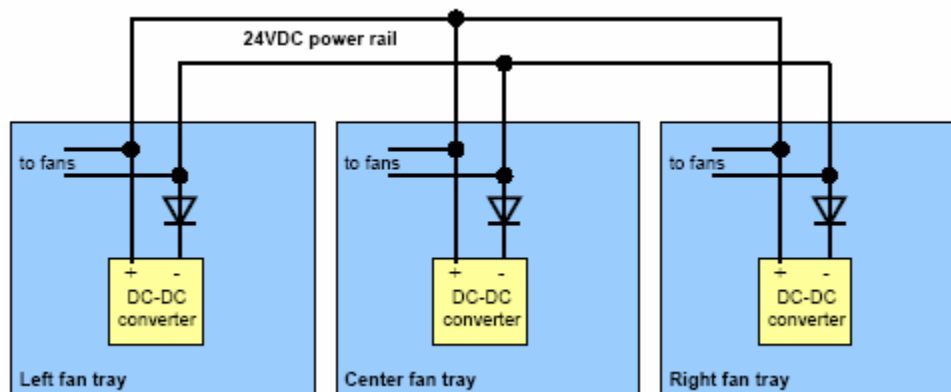 24VDC power rail
to fans
to fans
to fans
+ -
DC-DC
converter
+ -
DC-DC
converter
+ -
DC-DC
converter
Left fan tray
Center fan tray
Right fan tray